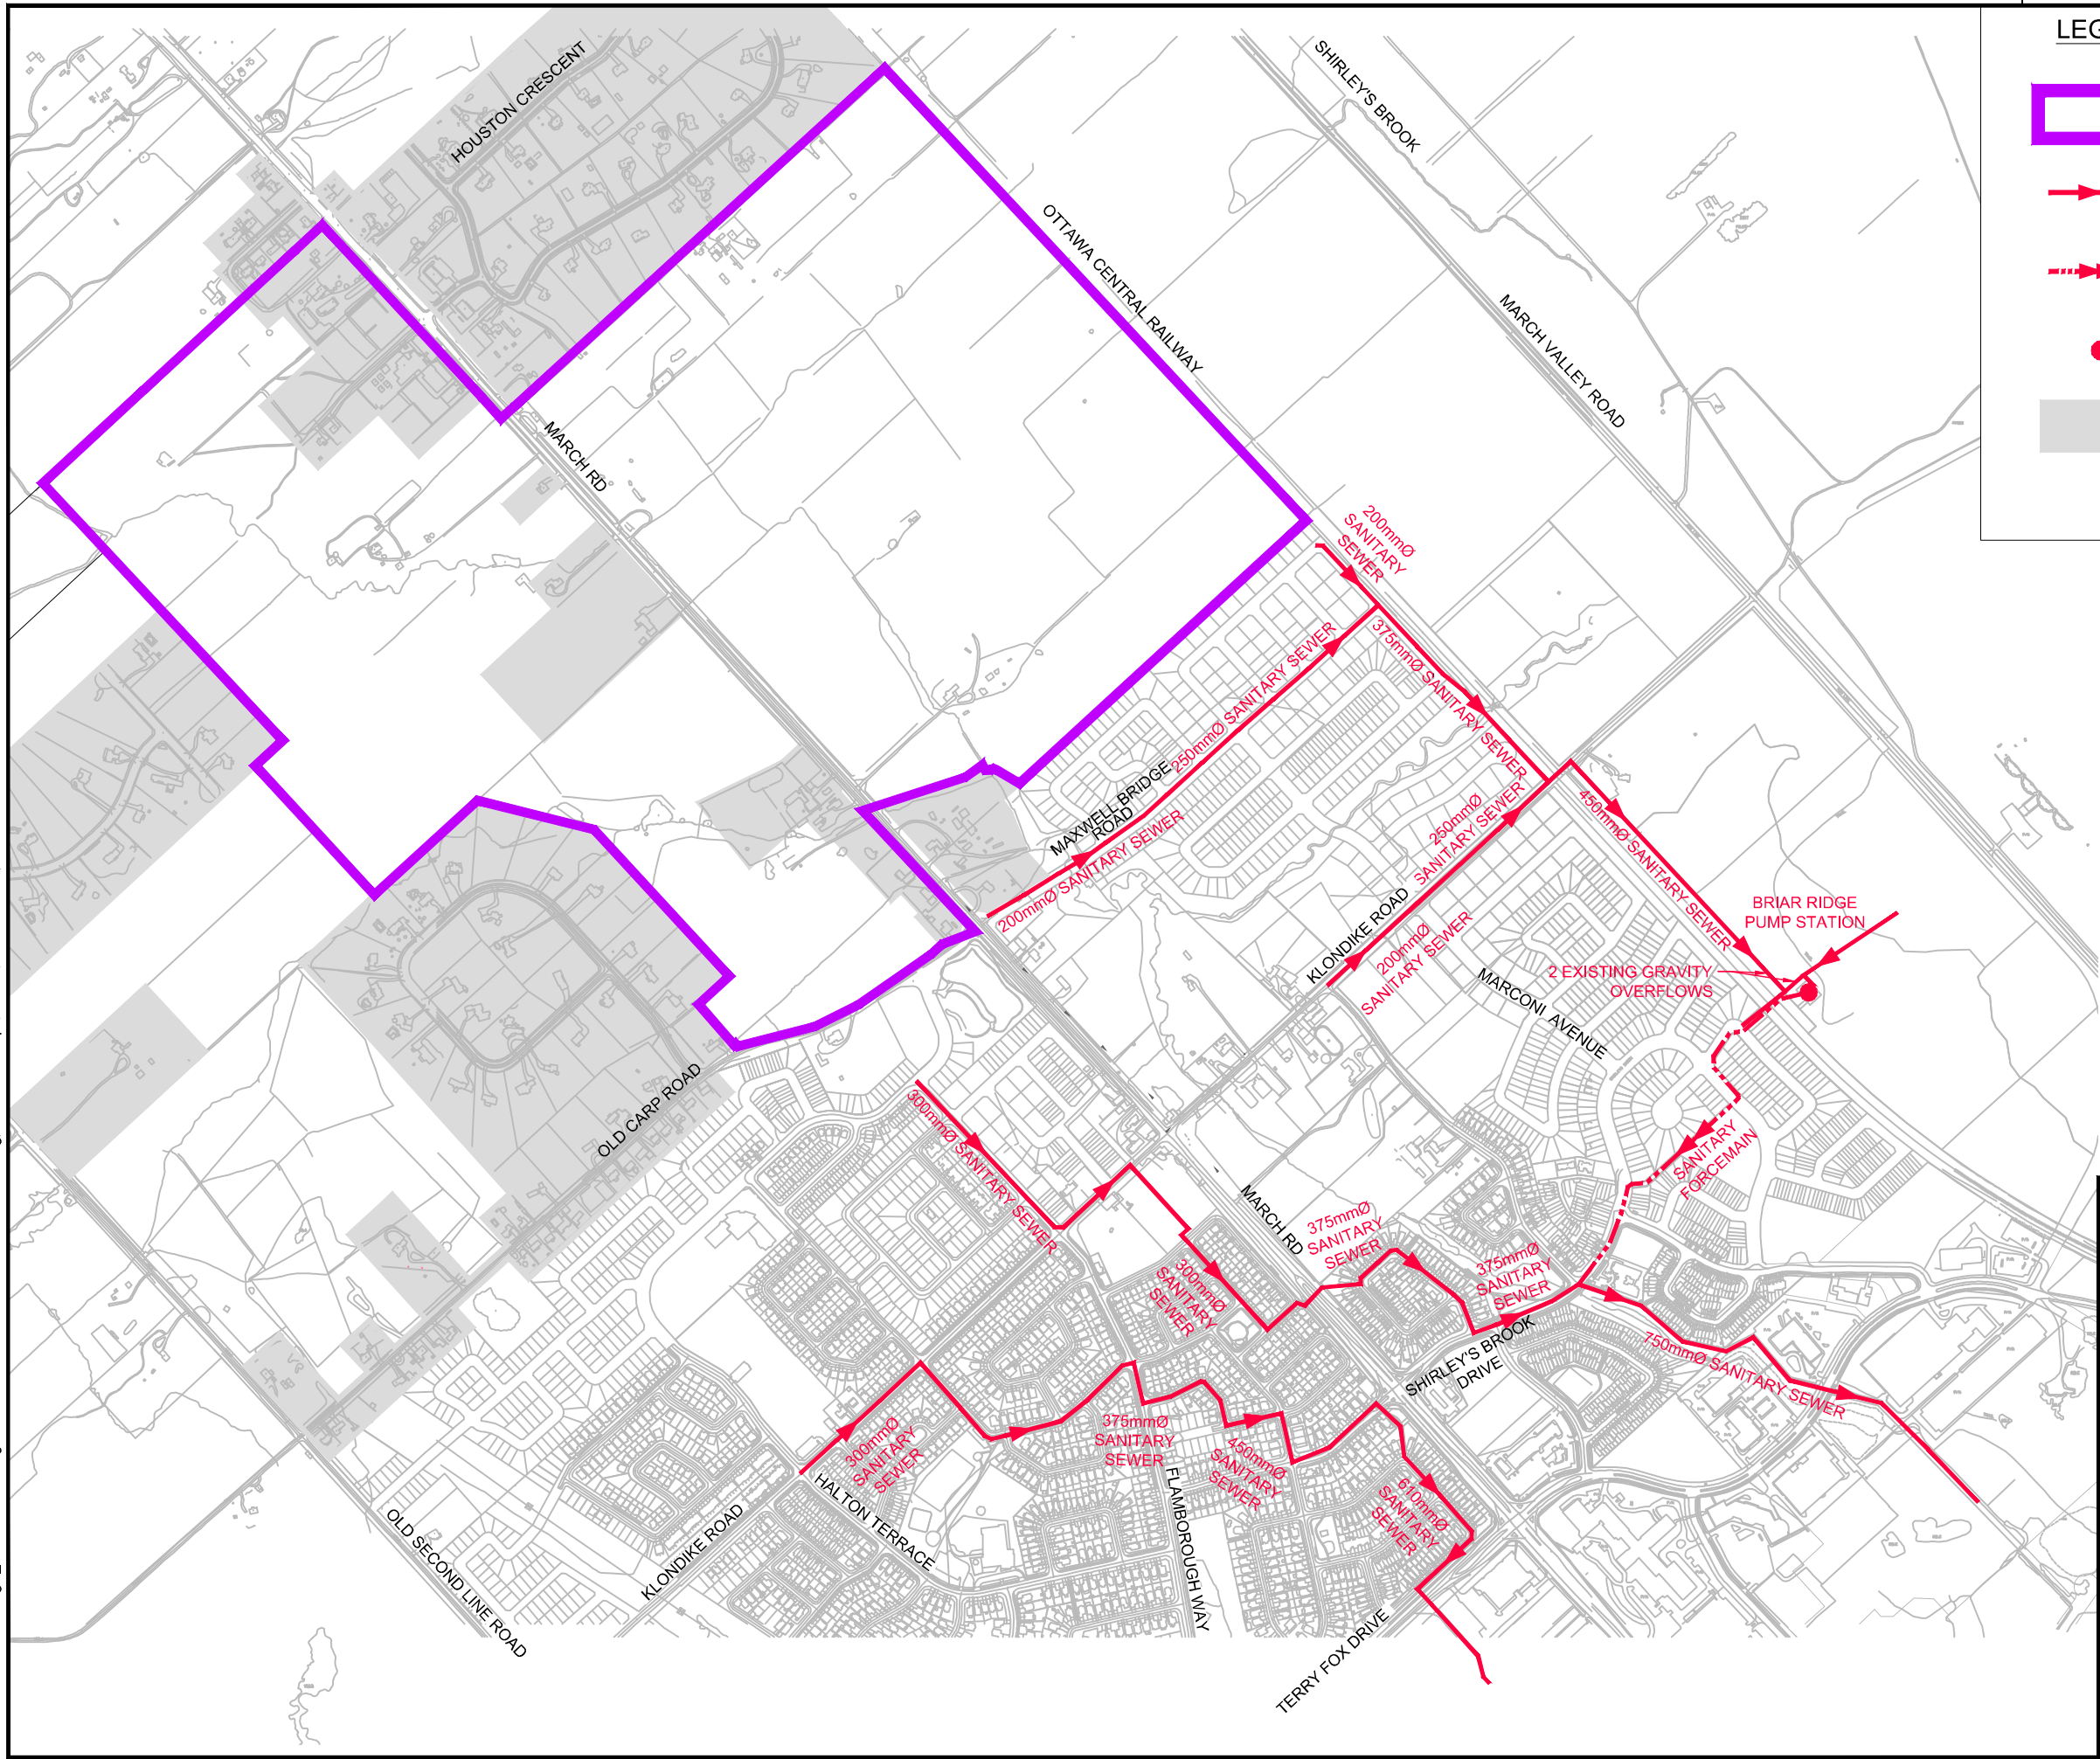 LEG
HOUSTON CRESCENT
SHIRLEY'S BROOK
OTTAWA CENTRAL RAILWAY
MARCH VALLEY ROAD
MARCH RD
200mmØ
SANITARY
SEWER
375mmØ SANITARY SEWER
250mmØ SANITARY SEWER
MAXWELL BRIDGE
ROAD
200mmØ SANITARY SEWER
250mmØ
SANITARY SEWER
450mmØ SANITARY SEWER
KLONDIKE ROAD
200mmØ
SANITARY SEWER
BRIAR RIDGE
PUMP STATION
2 EXISTING GRAVITY
OVERFLOWS
MARCONI AVENUE
OLD CARP ROAD
300mmØ SANITARY SEWER
SANITARY
FORCEMAIN
MARCH RD
375mmØ
SANITARY
SEWER
300mmØ
SANITARY
SEWER
375mmØ
SANITARY
SEWER
SHIRLEY'S BROOK
DRIVE
750mmØ SANITARY SEWER
300mmØ
SANITARY
SEWER
375mmØ
SANITARY
SEWER
450mmØ
SANITARY
SEWER
610mmØ
SANITARY
SEWER
HALTON TERRACE
FLAMBOROUGH WAY
KLONDIKE ROAD
OLD SECOND LINE ROAD
TERRY FOX DRIVE